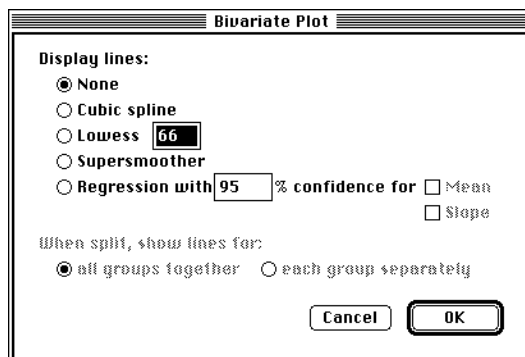 Bivariate Plot
Display lines:
None
Cubic spline
Lowess 66
Supersmoother
Regression with 95 % confidence for Mean
Slope
When split, show lines for:
all groups together each group separately
Cancel OK